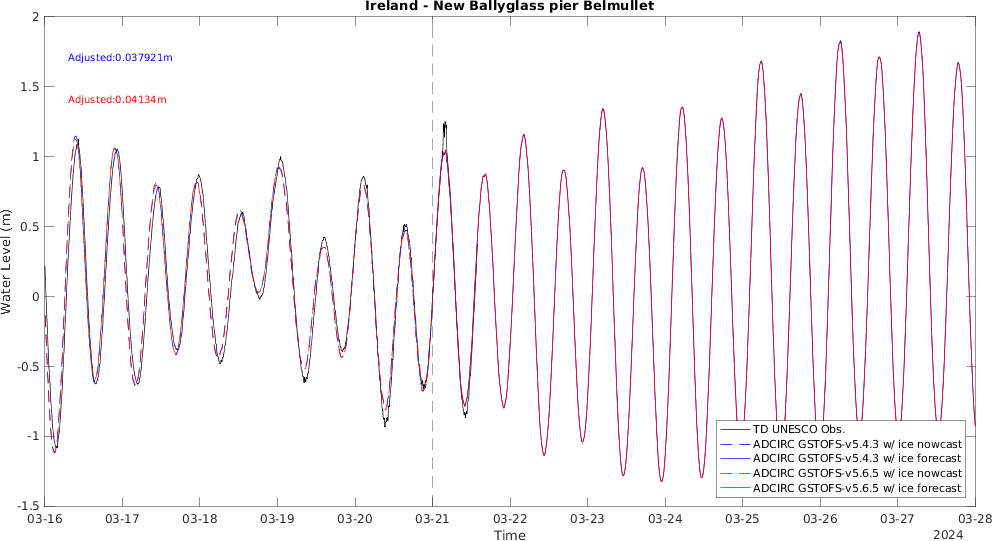 Ireland - New Ballyglass pier Belmullet
Adjusted:0.037921m
Adjusted:0.04134m
Water Level (m)
2
1.5
1
0.5
0
-0.5
-1
-1.5
TD UNESCO Obs.
ADCIRC GSTOFS-v5.4.3 w/ ice nowcast
ADCIRC GSTOFS-v5.4.3 w/ ice forecast
ADCIRC GSTOFS-v5.6.5 w/ ice nowcast
ADCIRC GSTOFS-v5.6.5 w/ ice forecast
03-16 03-17 03-18 03-19 03-20 03-21 03-22 03-23 03-24 03-25 03-26 03-27 03-28
Time
2024